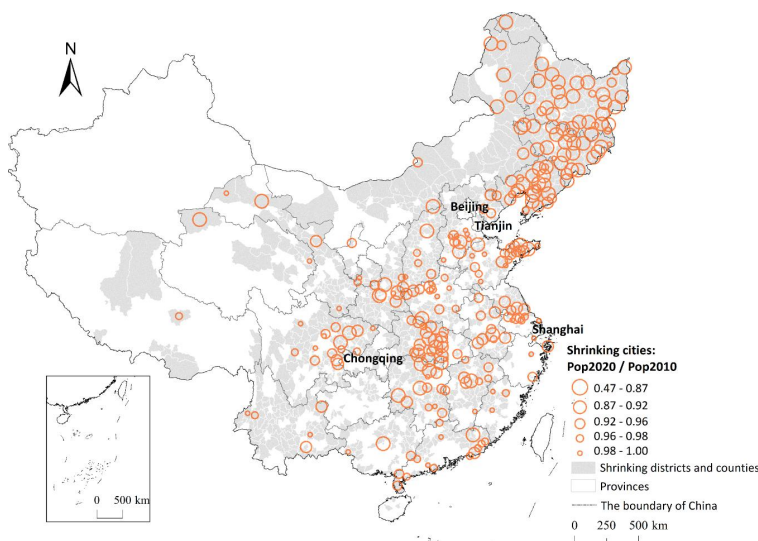 N
Beijing
Tianjin
Shanghai
Chongqing
Shrinking cities:
Pop2020 / Pop2010
0.47 - 0.87
0.87 - 0.92
0.92 - 0.96
0.96 - 0.98
0.98 - 1.00
Shrinking districts and counties
Provinces
The boundary of China
0 250 500 km
0 500 km